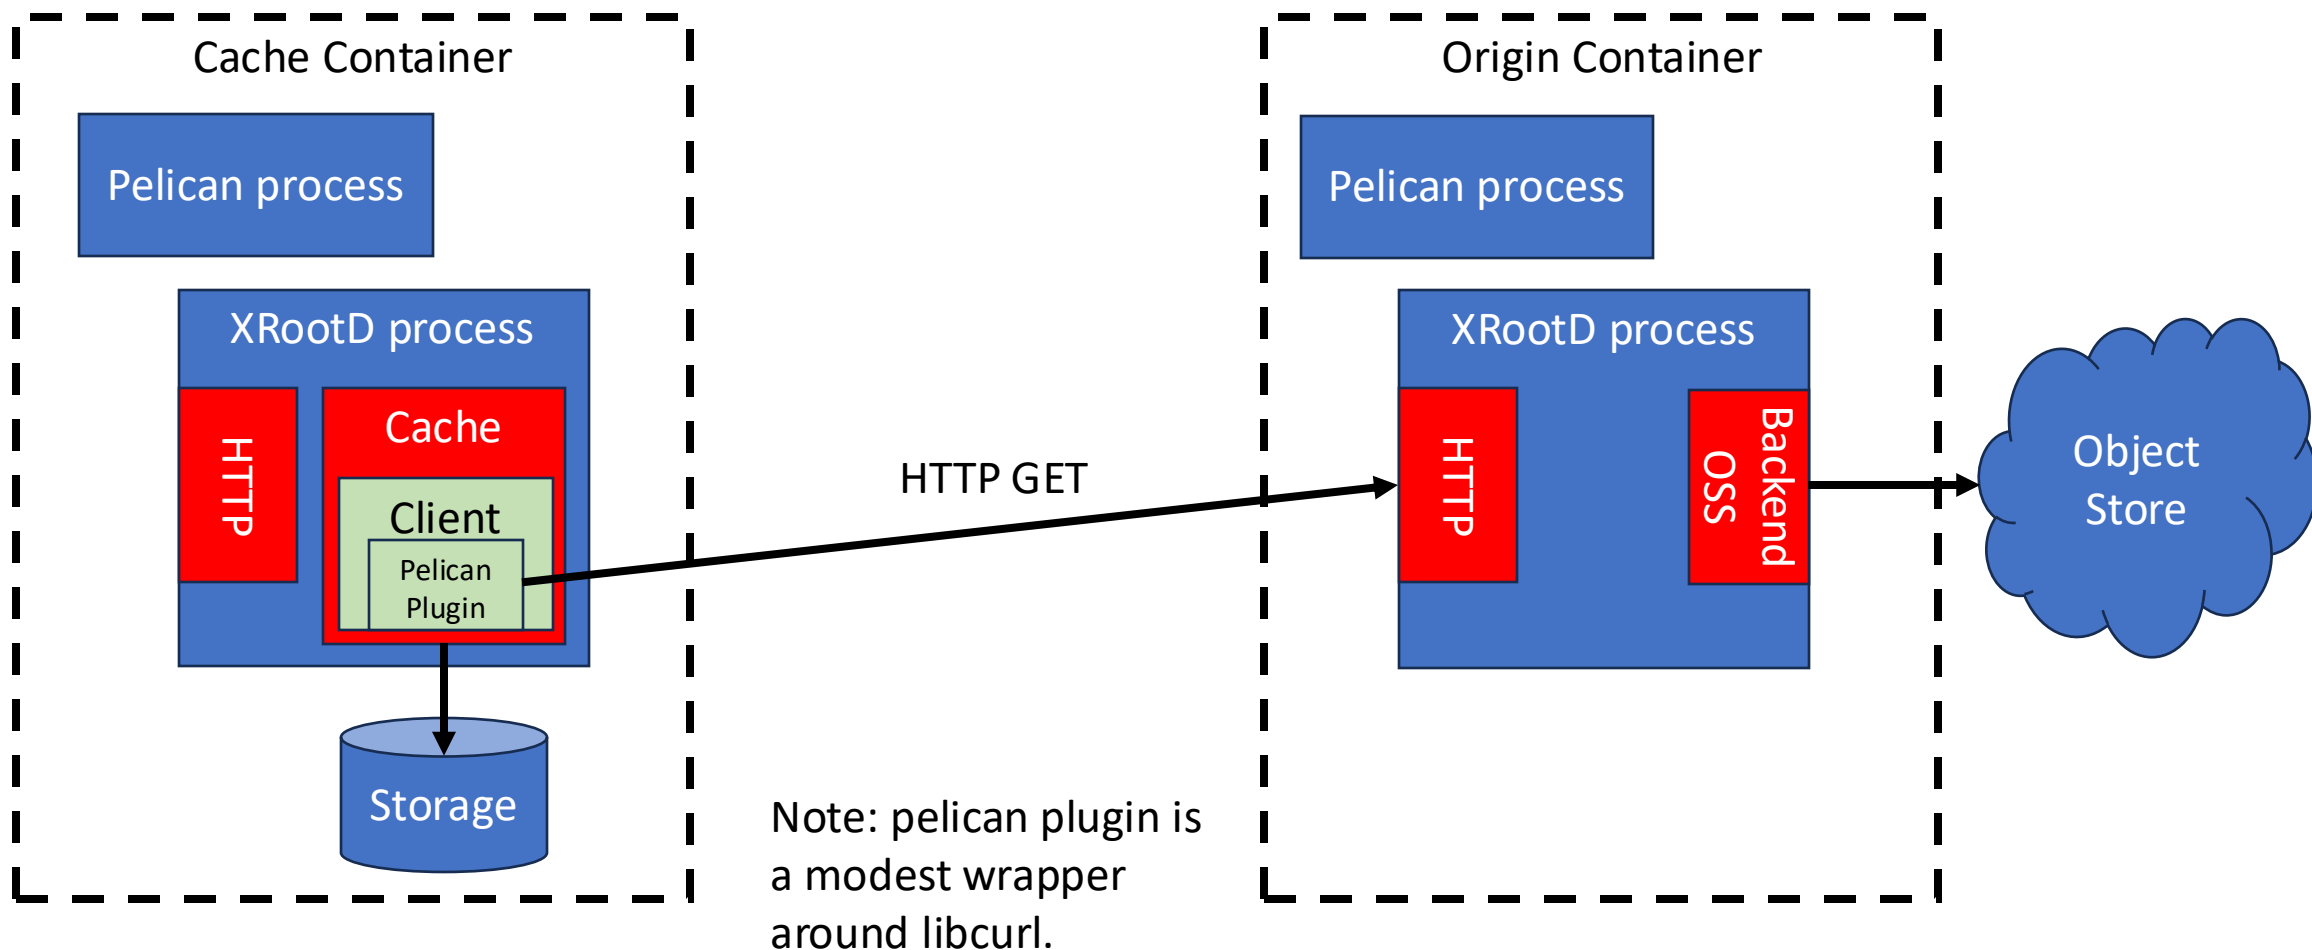 Cache Container
Pelican process
XRootD process
HTTP
Cache
Client
Pelican
Plugin
Storage
HTTP GET
Note: pelican plugin is
a modest wrapper
around libcurl.
Origin Container
Pelican process
XRootD process
HTTP
Backend
OSS
Object
Store